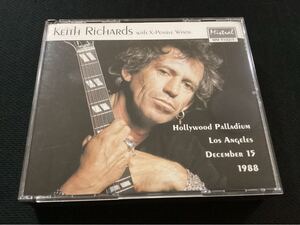 KEITH RICHARDS WITH X-PENSIVE WINOS
Mistral
Hollywood Palladium
Los Angeles
December 15
1988